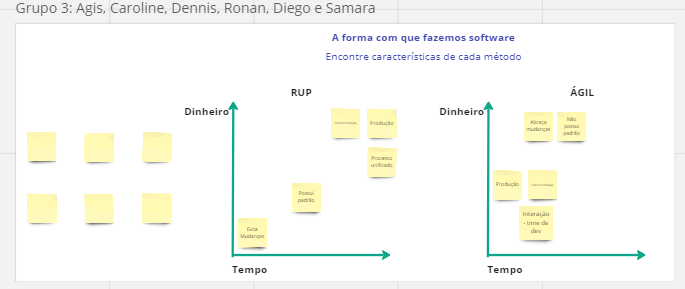 Grupo 3: Agis, Caroline, Dennis, Ronan, Diego e Samara
A forma com que fazemos software
Encontre características de cada método
RUP
Dinheiro
Produção
Processo
unificado
Possui
padrão
Evita
Mudanças
Tempo
ÁGIL
Dinheiro
Abraça
mudanças
Não
possui
padrão
Produção
Interação
- time de
dev
Tempo